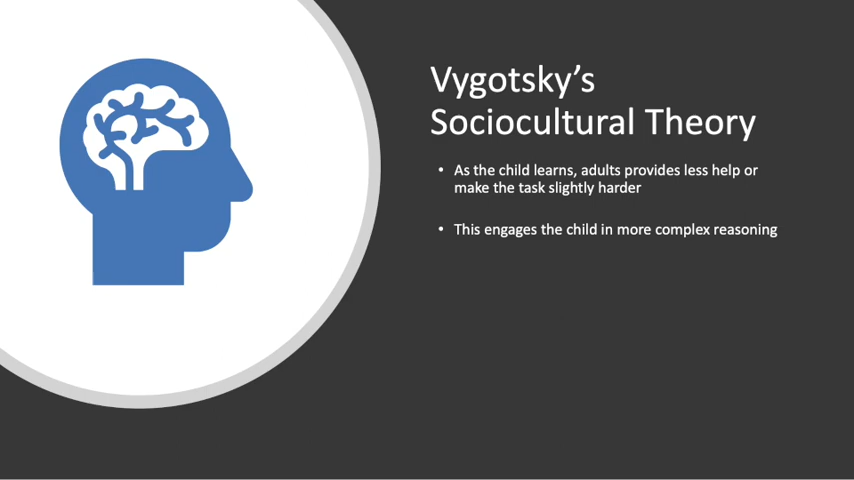 Vygotsky’s
Sociocultural Theory
• As the child learns, adults provides less help or
make the task slightly harder
• This engages the child in more complex reasoning